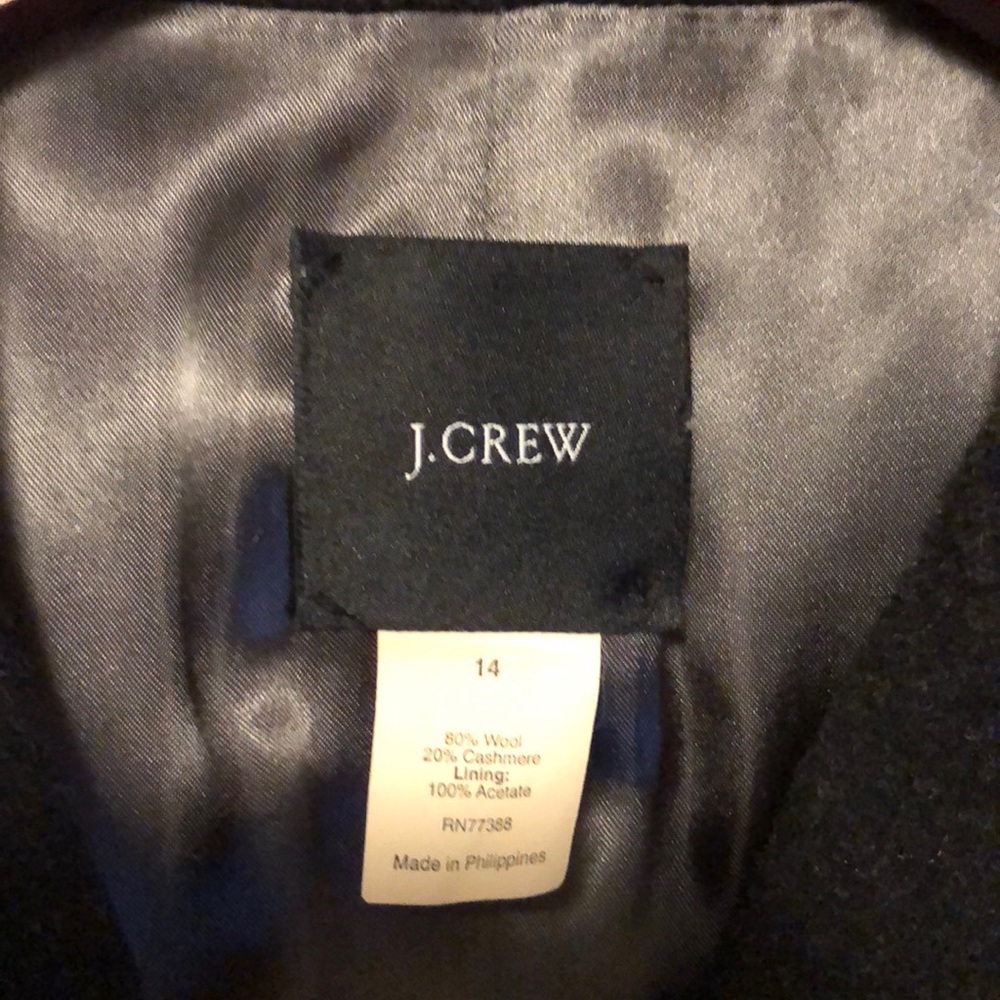 J.CREW
14
80% Wool
20% Cashmere
Lining:
100% Acetate
RN77388
Made in Philippines